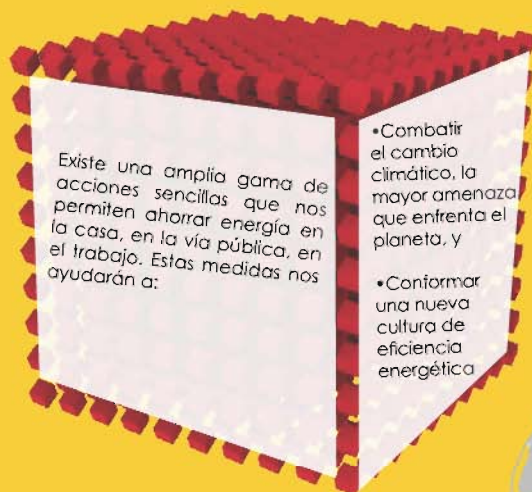 Existe una amplia gama de
acciones sencillas que nos
permiten ahorrar energía en
la casa, en la vía pública, en
el trabajo. Estas medidas nos
ayudarán a:
•Combatir
el cambio
climático, la
mayor amenaza
que enfrenta el
planeta, y
•Conformar
una nueva
cultura de
eficiencia
energética